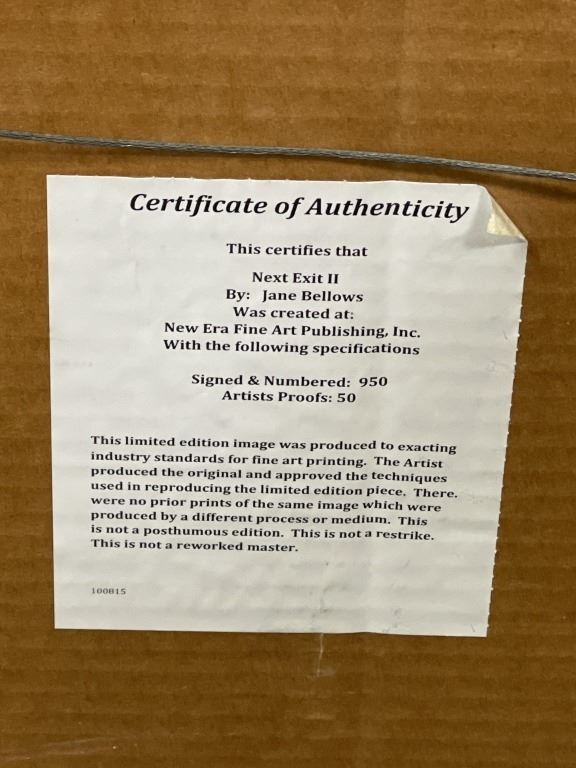 Certificate of Authenticity
This certifies that
Next Exit II
By: Jane Bellows
Was created at:
New Era Fine Art Publishing, Inc.
With the following specifications
Signed & Numbered: 950
Artists Proofs: 50
This limited edition image was produced to exacting
industry standards for fine art printing. The Artist
produced the original and approved the techniques
used in reproducing the limited edition piece. There.
were no prior prints of the same image which were
produced by a different process or medium. This
is not a posthumous edition. This is not a restrike.
This is not a reworked master.
100815